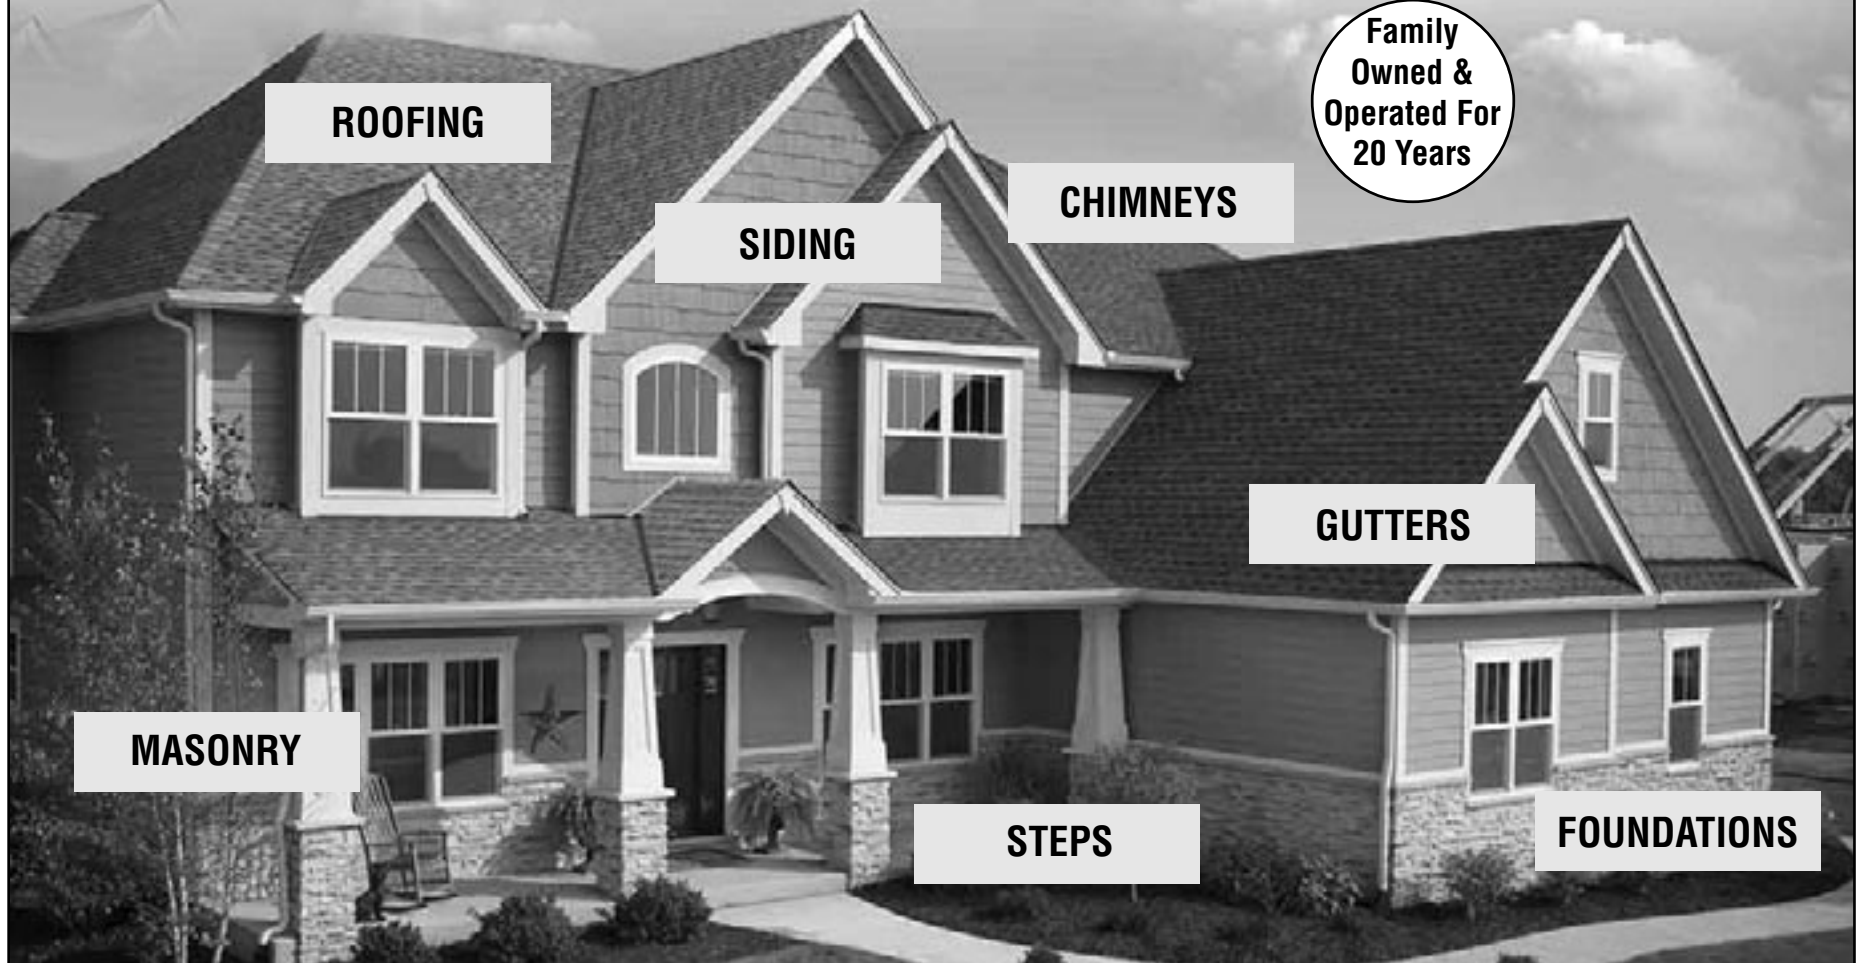 Family
Owned &
Operated For
20 Years
ROOFING
CHIMNEYS
SIDING
GUTTERS
MASONRY
STEPS
FOUNDATIONS